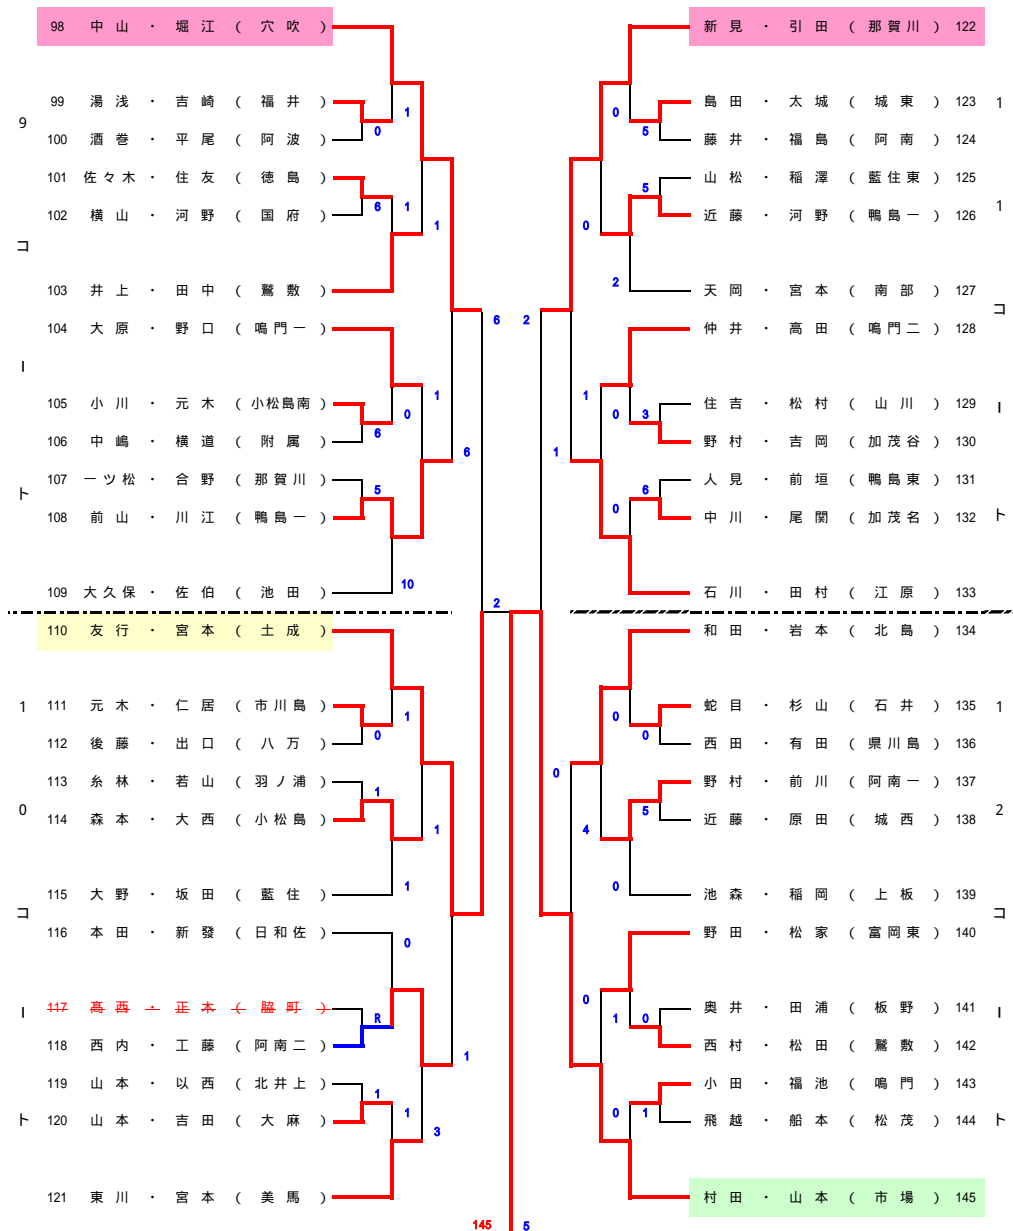 98 中山・堀江（穴吹）
99 湯浅・吉崎（福井）
100 酒巻・平尾（阿波）
101 佐々木・住友（徳島）
102 横山・河野（国府）
103 井上・田中（鷲敷）
104 大原・野口（鳴門一）
105 小川・元木（小松島南）
106 中嶋・横道（附属）
107 一ツ松・合野（那賀川）
108 前山・川江（鴨島一）
109 大久保・佐伯（池田）
9コート
110 友行・宮本（土成）
111 元木・仁居（市川島）
112 後藤・出口（八万）
113 糸林・若山（羽ノ浦）
114 森本・大西（小松島）
115 大野・坂田（藍住）
116 本田・新發（日和佐）
117 高西・正木（脇町）
118 西内・工藤（阿南二）
119 山本・以西（北井上）
120 山本・吉田（大麻）
121 東川・宮本（美馬）
10コート
1
0
6
1
1
1
0
6
5
10
6
6
1
0
1
1
1
0
R
1
1
3
1
2
新見・引田（那賀川） 122
島田・太城（城東） 123
藤井・福島（阿南） 124
山松・稲澤（藍住東） 125
近藤・河野（鴨島一） 126
天岡・宮本（南部） 127
仲井・高田（鳴門二） 128
住吉・松村（山川） 129
野村・吉岡（加茂谷） 130
人見・前垣（鴨島東） 131
中川・尾関（加茂名） 132
石川・田村（江原） 133
11コート
和田・岩本（北島） 134
蛇目・杉山（石井） 135
西田・有田（県川島） 136
野村・前川（阿南一） 137
近藤・原田（城西） 138
池森・稲岡（上板） 139
野田・松家（富岡東） 140
奥井・田浦（板野） 141
西村・松田（鷲敷） 142
小田・福池（鳴門） 143
飛越・船本（松茂） 144
村田・山本（市場） 145
12コート
0
5
5
0
2
2
1
0
3
1
6
0
0
0
0
4
5
0
0
1
0
0
1
145
5